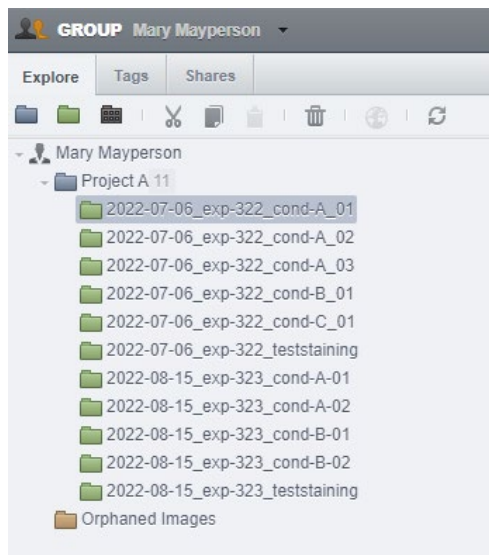 GROUP Mary Mayperson
Explore Tags Shares
Mary Mayperson
Project A 11
2022-07-06_exp-322_cond-A_01
2022-07-06_exp-322_cond-A_02
2022-07-06_exp-322_cond-A_03
2022-07-06_exp-322_cond-B_01
2022-07-06_exp-322_cond-C_01
2022-07-06_exp-322_teststaining
2022-08-15_exp-323_cond-A-01
2022-08-15_exp-323_cond-A-02
2022-08-15_exp-323_cond-B-01
2022-08-15_exp-323_cond-B-02
2022-08-15_exp-323_teststaining
Orphaned Images